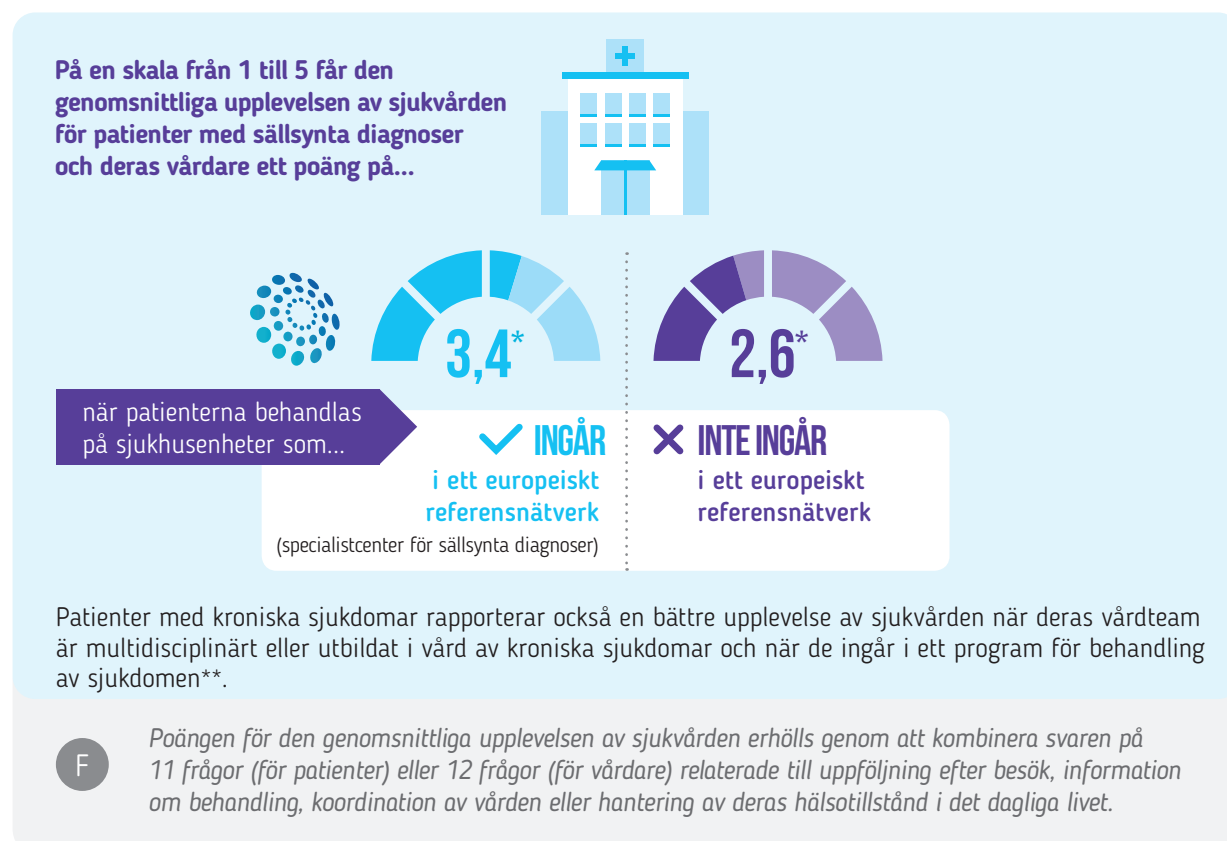 På en skala från 1 till 5 får den
genomsnittliga upplevelsen av sjukvården
för patienter med sällsynta diagnoser
och deras vårdare ett poäng på...
3,4*
2,6*
när patienterna behandlas
på sjukhusenheter som...
INGÅR
i ett europeiskt
referensnätverk
(specialistcenter för sällsynta diagnoser)
INTE INGÅR
i ett europeiskt
referensnätverk
Patienter med kroniska sjukdomar rapporterar också en bättre upplevelse av sjukvården när deras vårdteam
är multidisciplinärt eller utbildat i vård av kroniska sjukdomar och när de ingår i ett program för behandling
av sjukdomen**.
F
Poängen för den genomsnittliga upplevelsen av sjukvården erhölls genom att kombinera svaren på
11 frågor (för patienter) eller 12 frågor (för vårdare) relaterade till uppföljning efter besök, information
om behandling, koordination av vården eller hantering av deras hälsotillstånd i det dagliga livet.